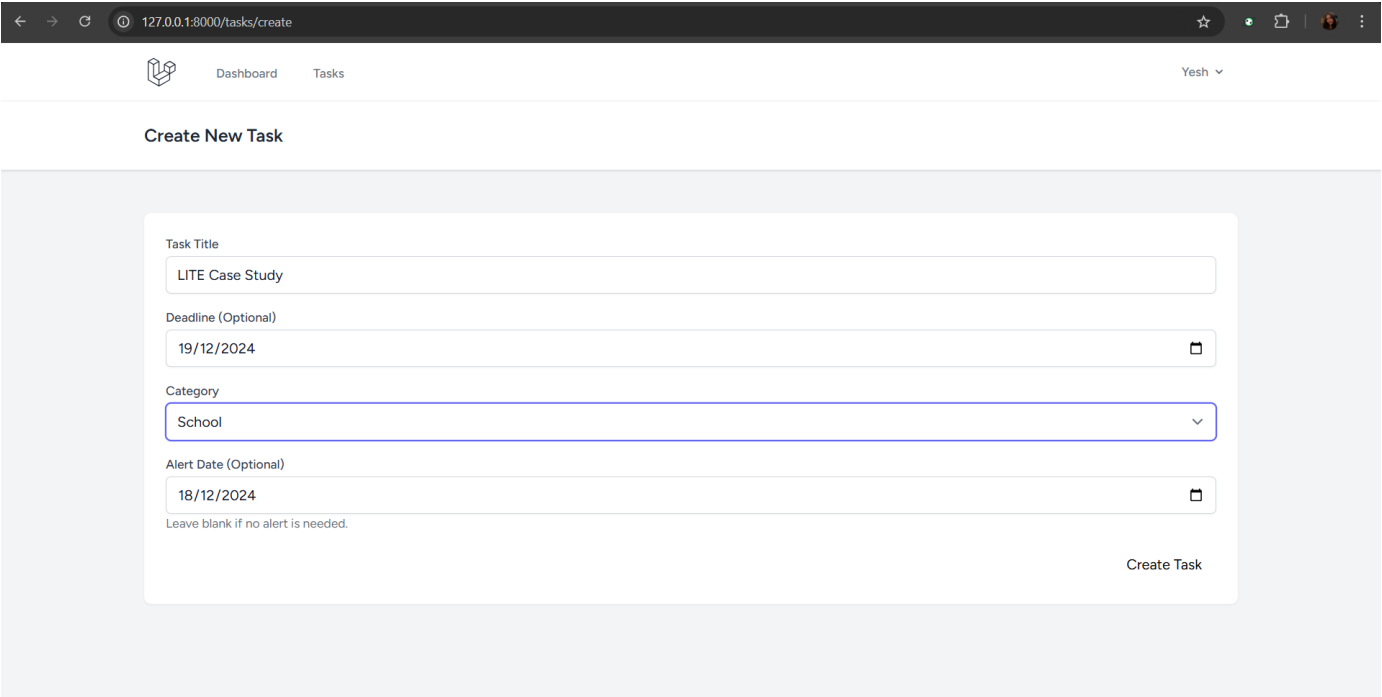 127.0.0.1:8000/tasks/create
Dashboard Tasks Yesh
Create New Task
Task Title
LITE Case Study
Deadline (Optional)
19/12/2024
Category
School
Alert Date (Optional)
18/12/2024
Leave blank if no alert is needed.
Create Task